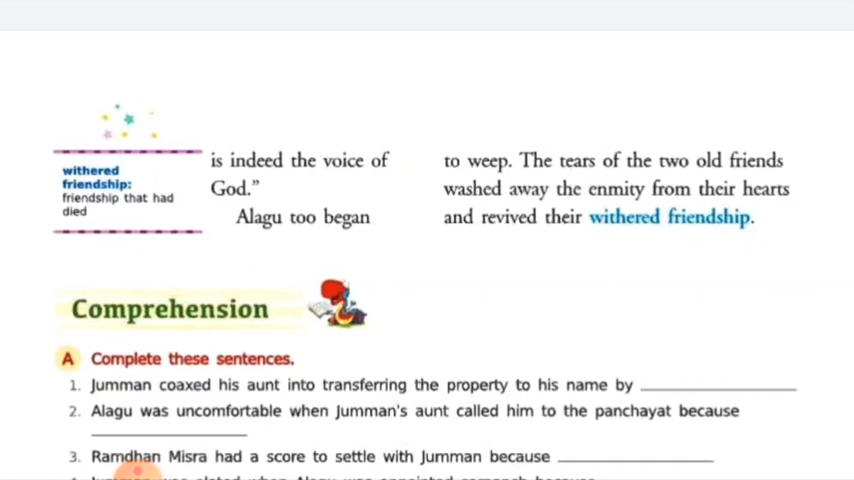 withered
friendship:
friendship that had
died
is indeed the voice of
God.”
Alagu too began
to weep. The tears of the two old friends
washed away the enmity from their hearts
and revived their withered friendship.
Comprehension
A Complete these sentences.
1. Jumman coaxed his aunt into transferring the property to his name by
2. Alagu was uncomfortable when Jumman's aunt called him to the panchayat because
3. Ramdhan Misra had a score to settle with Jumman because